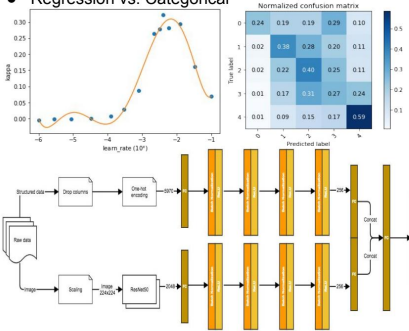 ● Regression vs. Categorical
Normalized confusion matrix
kappa
0.30
0.25
0.20
0.15
0.10
0.05
0.00
−6 −5 −4 −3 −2 −1
learn_rate (10ⁿ)
True label
0 0.24 0.19 0.19 0.29 0.10
1 0.02 0.38 0.28 0.20 0.11
2 0.02 0.22 0.40 0.25 0.11
3 0.01 0.17 0.31 0.27 0.24
4 0.01 0.09 0.15 0.17 0.59
0 1 2 3 4
Predicted label
0.5
0.4
0.3
0.2
0.1
Structured data
Drop columns
One-hot
encoding
5970
256
Raw data
Concat
Concat
Image
Scaling
Image
224x224
ResNet50
2048
256